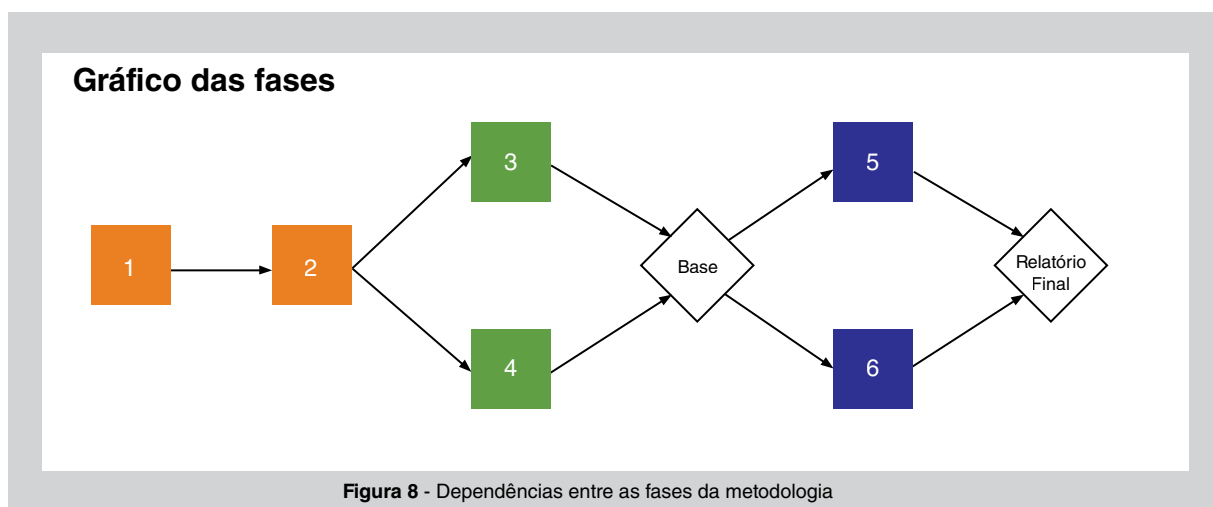 Gráfico das fases
1
2
3
4
Base
5
6
Relatório
Final
Figura 8 - Dependências entre as fases da metodologia